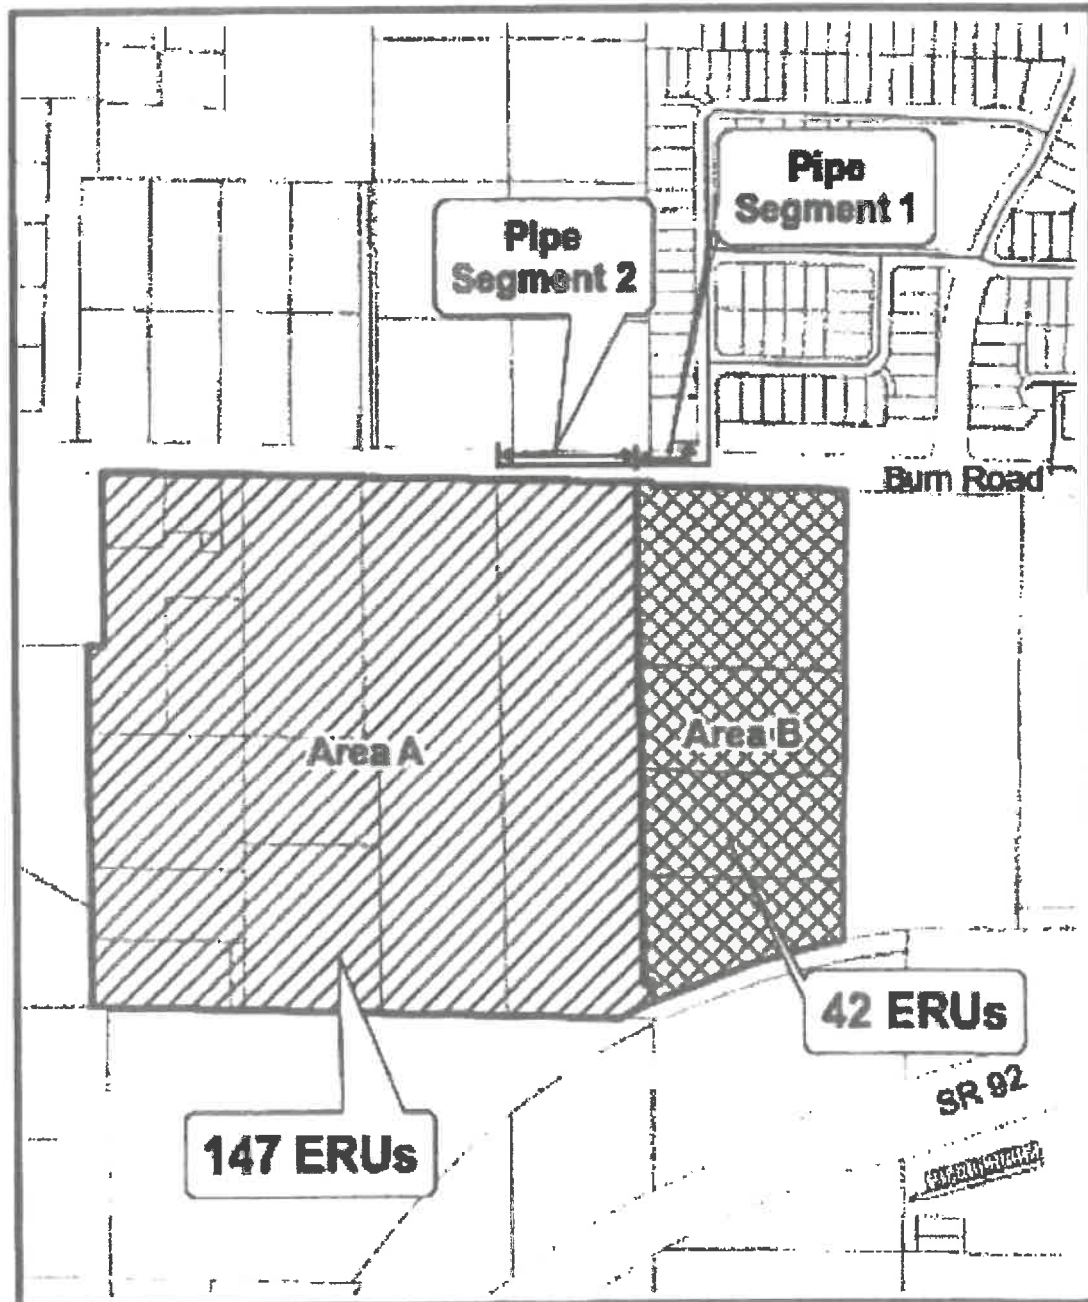 Pipe
Segment 1
Pipe
Segment 2
Burn Road
Area A
Area B
42 ERUs
147 ERUs
SR 92